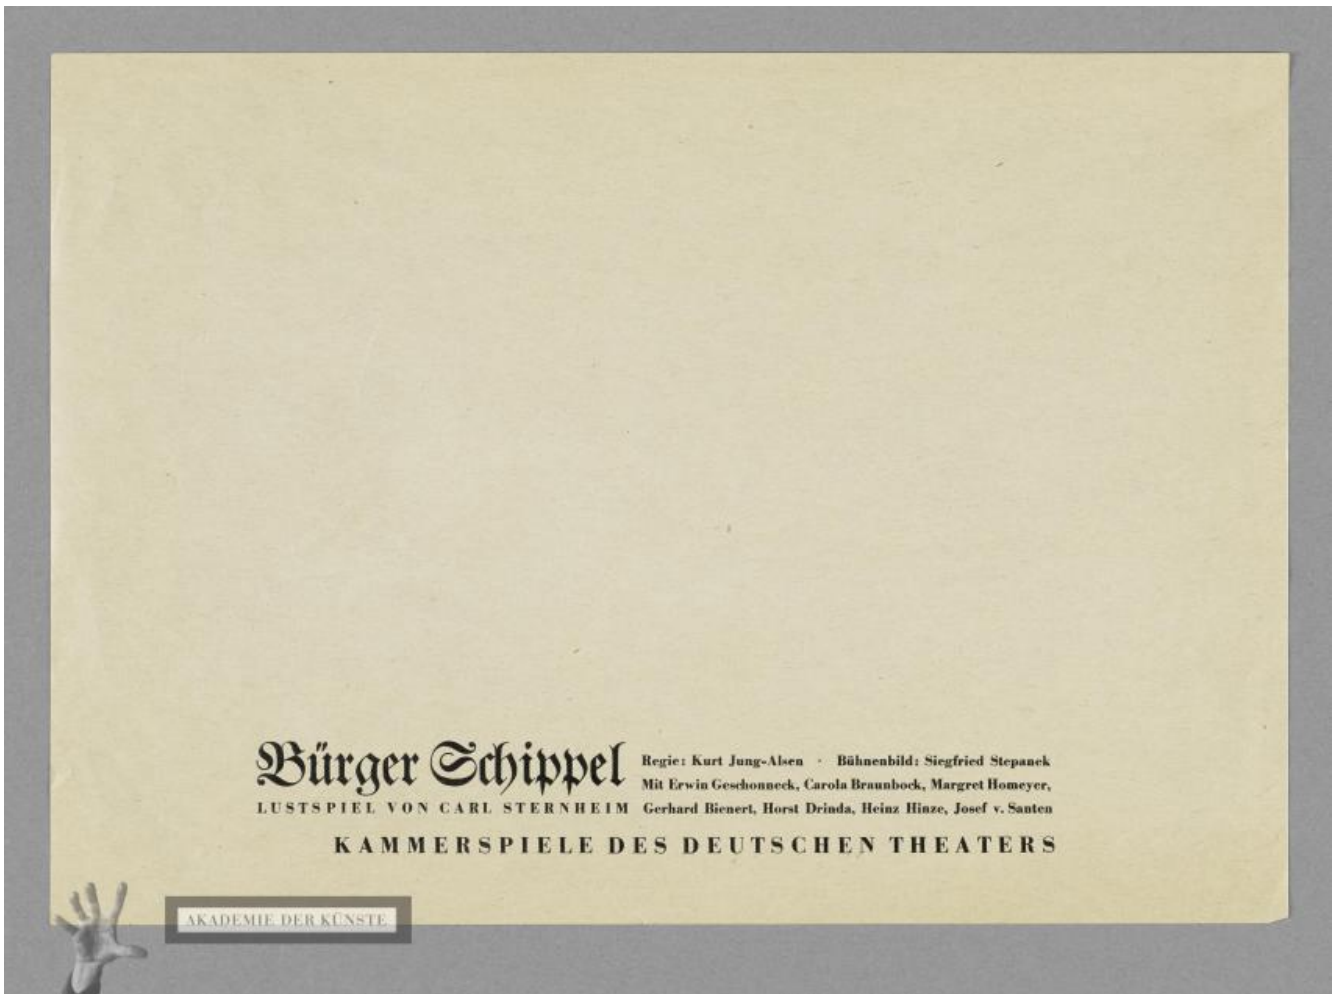 Bürger Schippel
LUSTSPIEL VON CARL STERNHEIM
Regie: Kurt Jung-Alsen · Bühnenbild: Siegfried Stepanek
Mit Erwin Geschonneck, Carola Braunbock, Margret Homeyer,
Gerhard Bienert, Horst Drinda, Heinz Hinze, Josef v. Santen
KAMMERSPIELE DES DEUTSCHEN THEATERS
AKADEMIE DER KÜNSTE